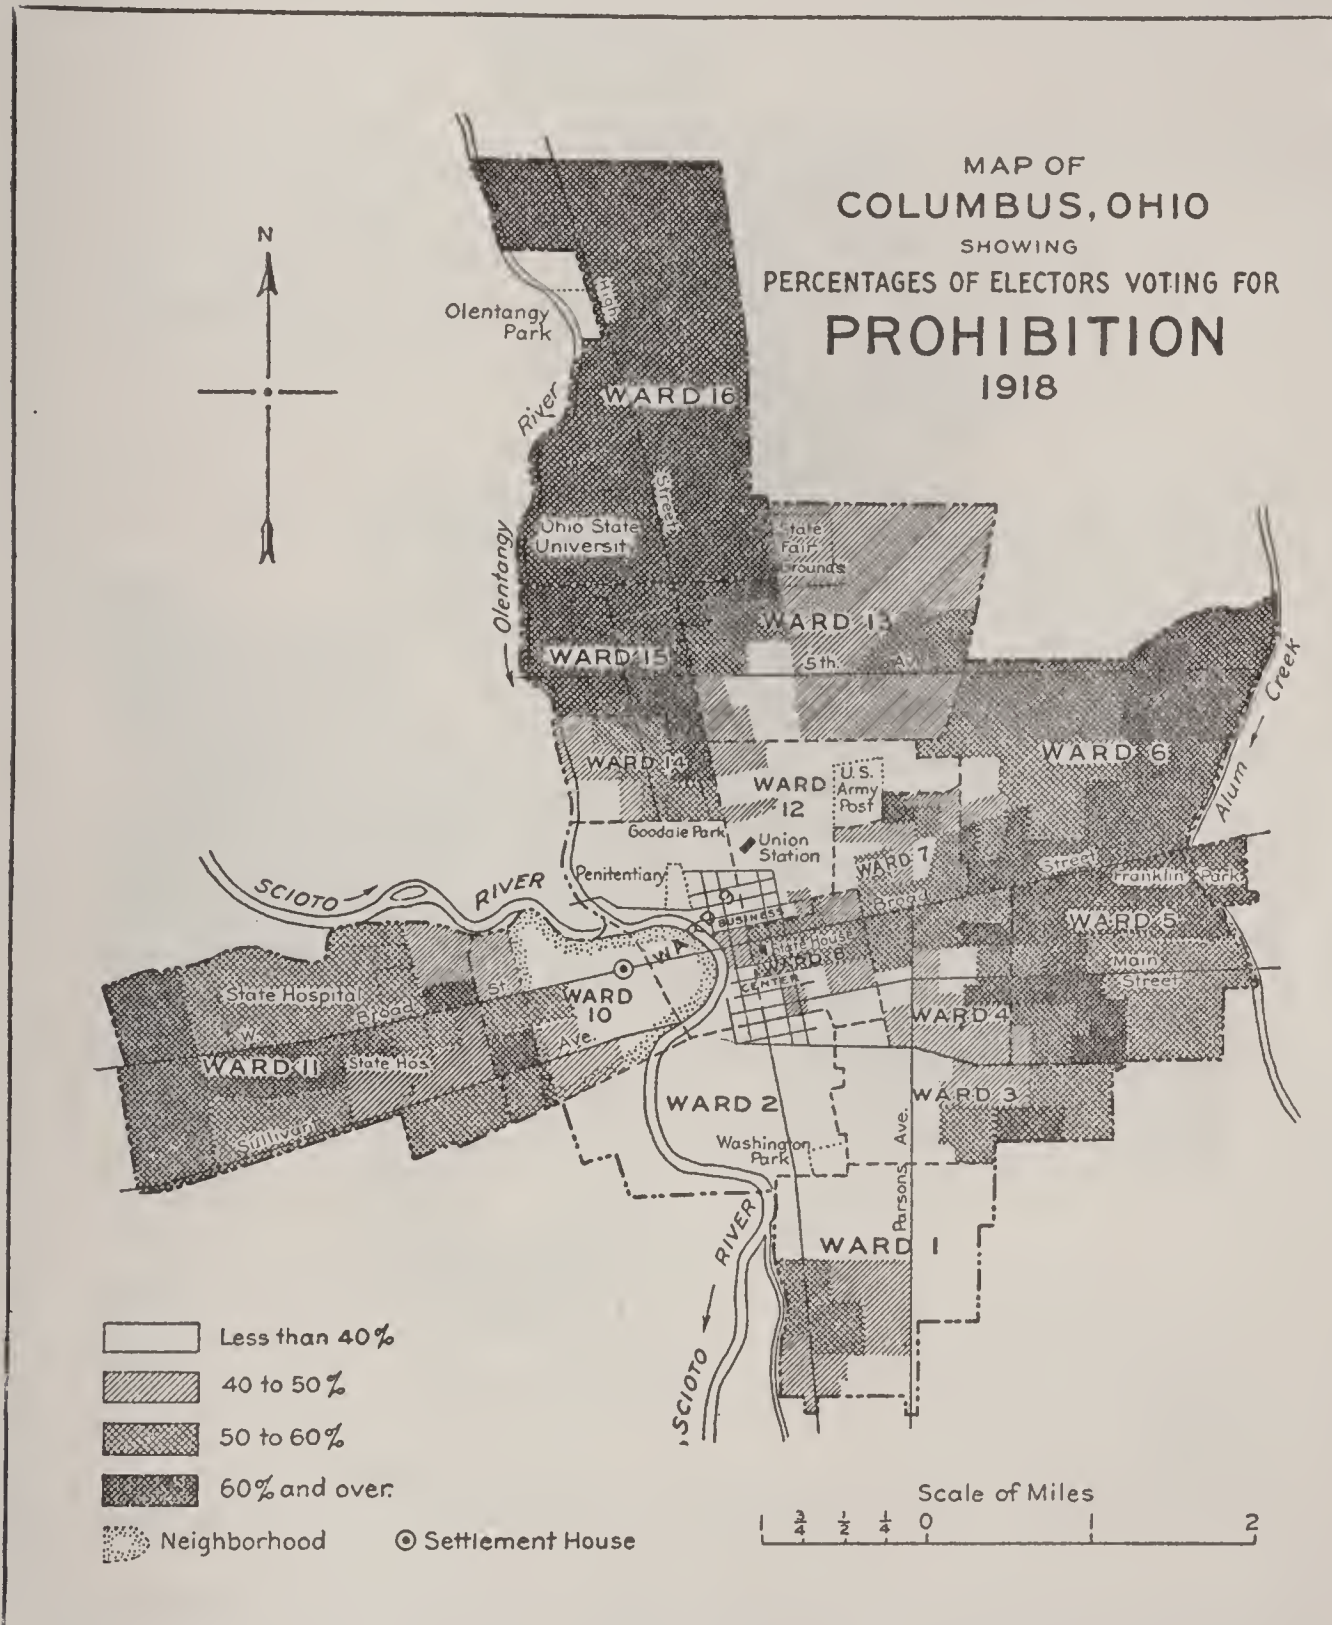 MAP OF
COLUMBUS, OHIO
SHOWING
PERCENTAGES OF ELECTORS VOTING FOR
PROHIBITION
1918
N
Olentangy
Park
High
WARD 16
River
Street
Ohio State
University
State
Fair
Grounds
Olentangy
WARD 13
WARD 15
5th. Av.
Creek
Alum
WARD 14
WARD
12
U.S.
Army
Post
WARD 6
Goodale Park
Union
Station
WARD 7
Street
Franklin Park
Penitentiary
SCIOTO
RIVER
WARD 9
BUSINESS
Broad
WARD 5
State House
WARD 8
CENTER
Main
Street
State Hospital
W. Broad St.
WARD
10
WARD 4
Ave
WARD 11
State Hos.
Sullivan
WARD 2
WARD 3
Washington
Park
Parsons Ave.
RIVER
WARD 1
SCIOTO
Less than 40%
40 to 50%
50 to 60%
60% and over.
Neighborhood
Settlement House
Scale of Miles
1 3/4 1/2 1/4 0 1 2